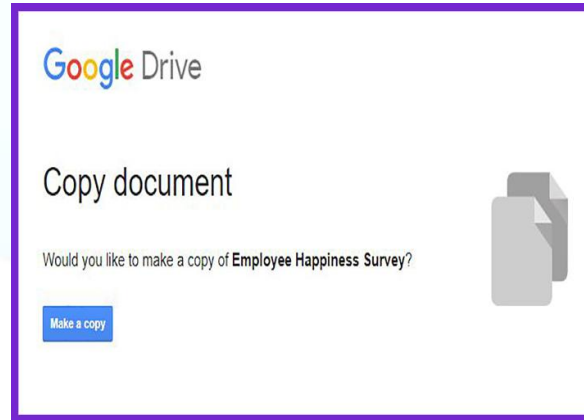 Google Drive
Copy document
Would you like to make a copy of Employee Happiness Survey?
Make a copy